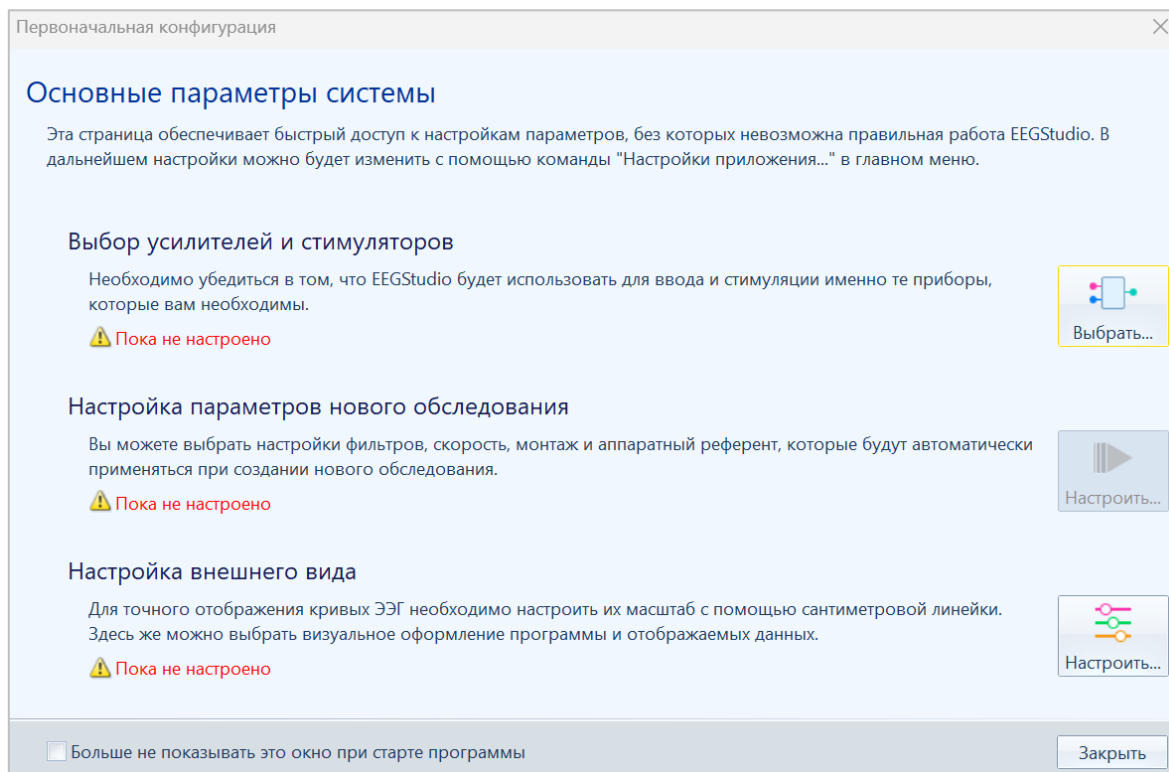 Первоначальная конфигурация
Основные параметры системы
Эта страница обеспечивает быстрый доступ к настройкам параметров, без которых невозможна правильная работа EEGStudio. В
дальнейшем настройки можно будет изменить с помощью команды "Настройки приложения..." в главном меню.
Выбор усилителей и стимуляторов
Необходимо убедиться в том, что EEGStudio будет использовать для ввода и стимуляции именно те приборы,
которые вам необходимы.
Пока не настроено
Выбрать...
Настройка параметров нового обследования
Вы можете выбрать настройки фильтров, скорость, монтаж и аппаратный референт, которые будут автоматически
применяться при создании нового обследования.
Пока не настроено
Настроить...
Настройка внешнего вида
Для точного отображения кривых ЭЭГ необходимо настроить их масштаб с помощью сантиметровой линейки.
Здесь же можно выбрать визуальное оформление программы и отображаемых данных.
Пока не настроено
Настроить...
Больше не показывать это окно при старте программы
Закрыть